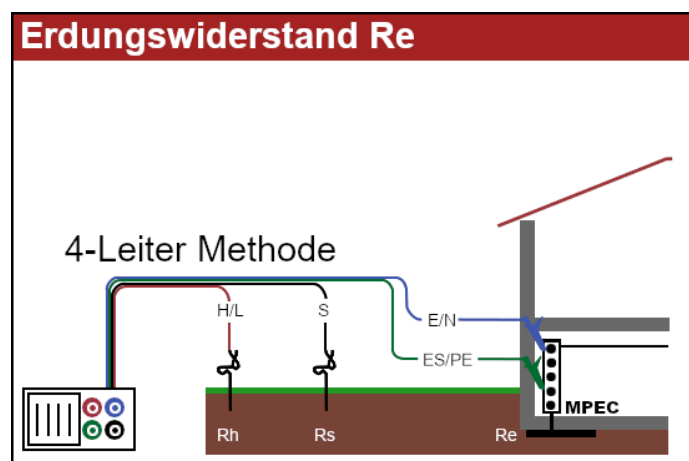 Erdungswiderstand Re
4-Leiter Methode
H/L
S
E/N
ES/PE
MPEC
Rh
Rs
Re